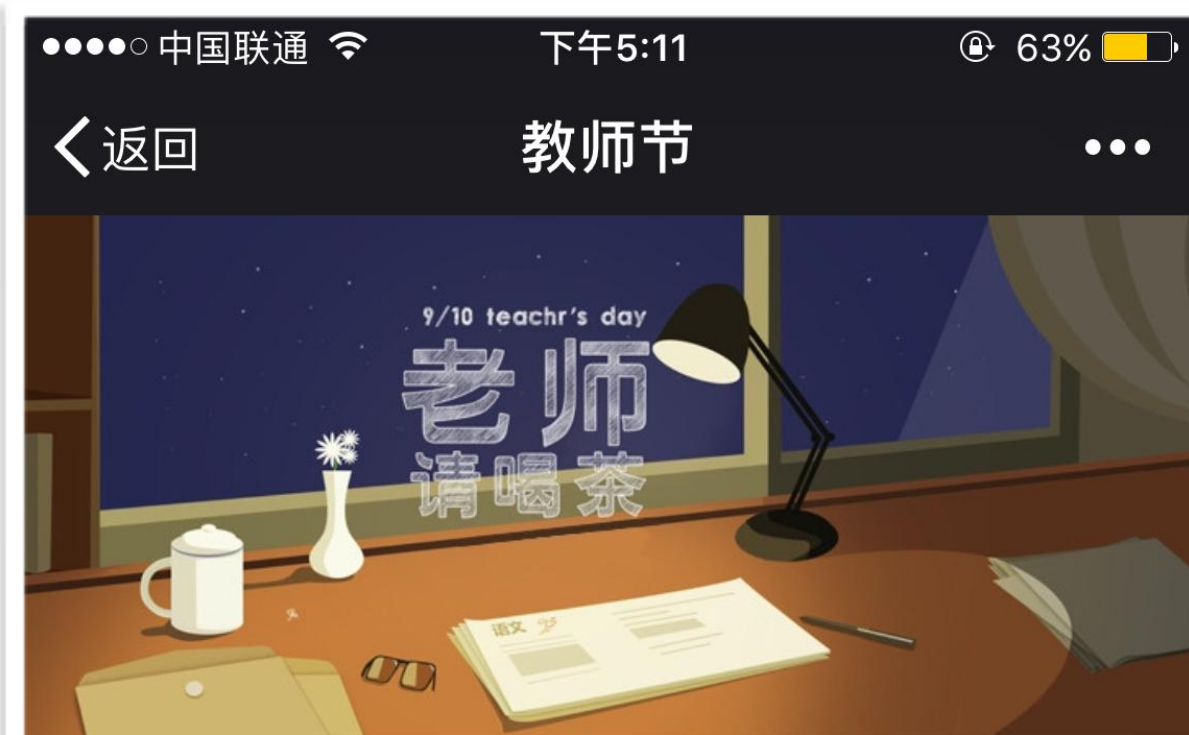 中国联通
下午5:11
63%
返回
教师节
9/10 teachr's day
老师
请喝茶
语文